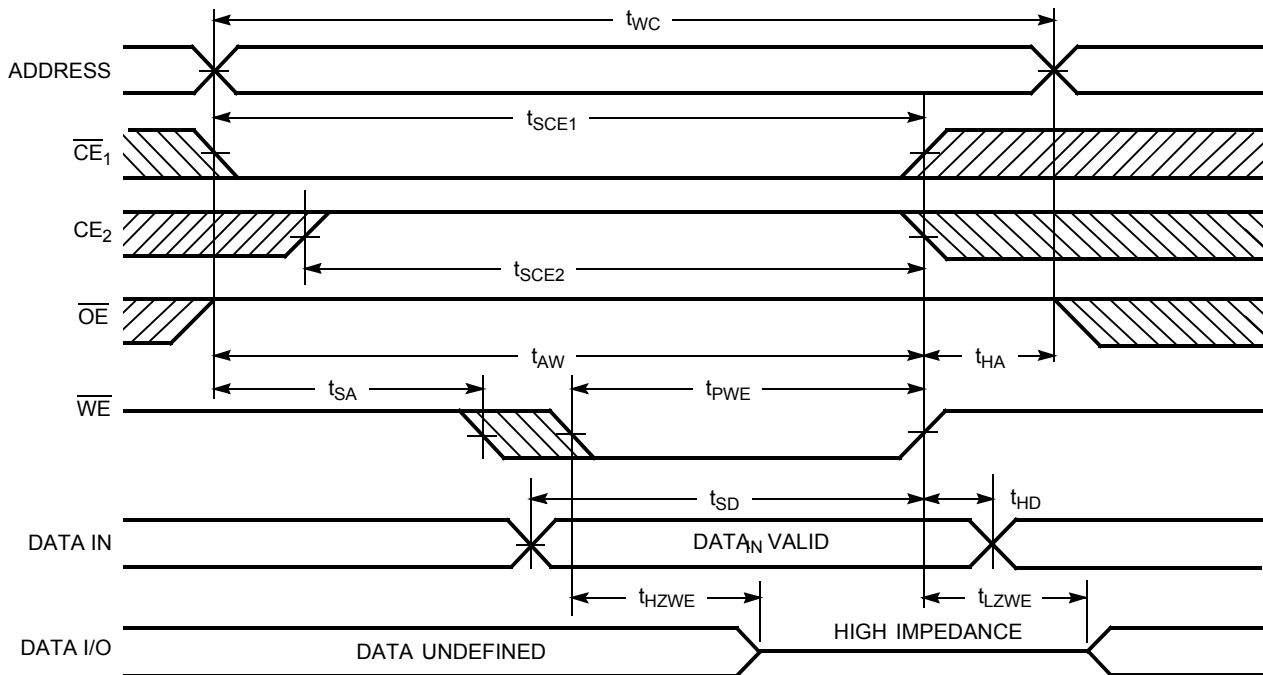 tWC
ADDRESS
tSCE1
CE1
CE2
tSCE2
OE
tAW
tHA
tSA
tPWE
WE
tSD
tHD
DATA IN
DATAIN VALID
tHZWE
tLZWE
HIGH IMPEDANCE
DATA I/O
DATA UNDEFINED